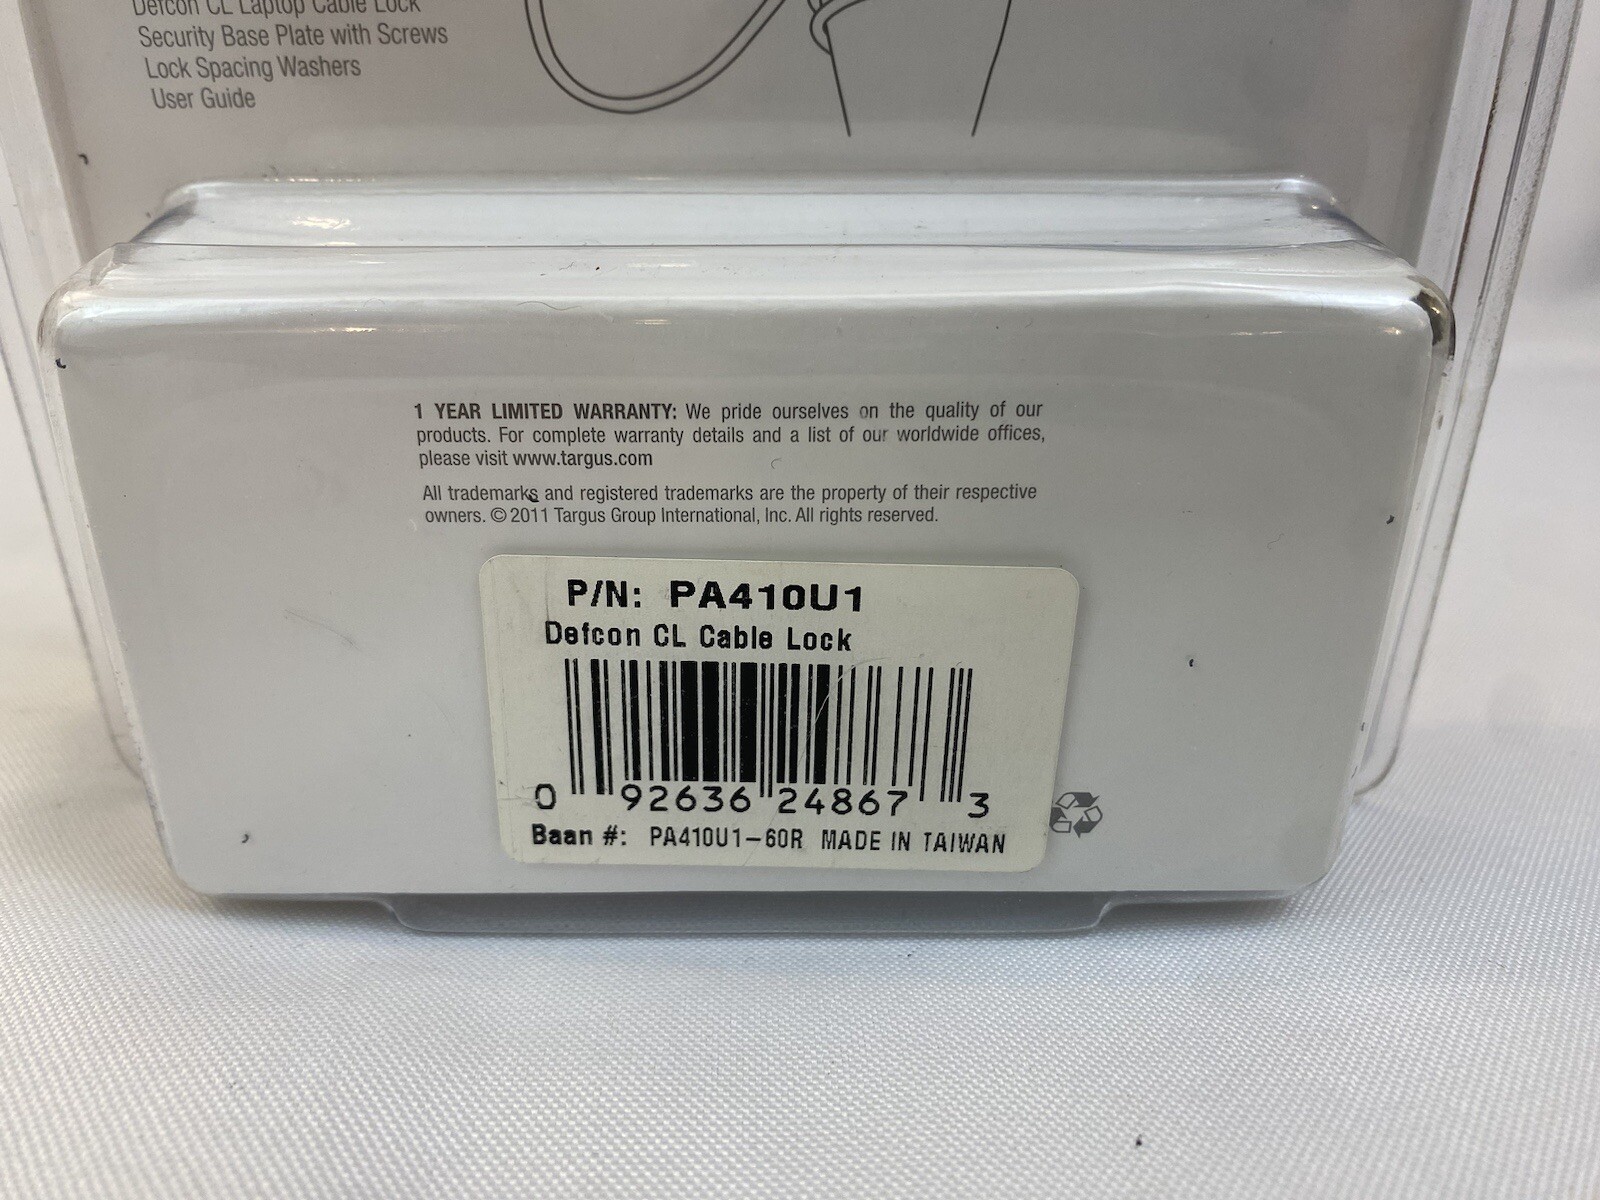 Defcon CL Laptop Cable Lock
Security Base Plate with Screws
Lock Spacing Washers
User Guide
1 YEAR LIMITED WARRANTY: We pride ourselves on the quality of our
products. For complete warranty details and a list of our worldwide offices,
please visit www.targus.com
All trademarks and registered trademarks are the property of their respective
owners. © 2011 Targus Group International, Inc. All rights reserved.
P/N: PA410U1
Defcon CL Cable Lock
0 92636 24867 3
Baan #: PA410U1-60R MADE IN TAIWAN